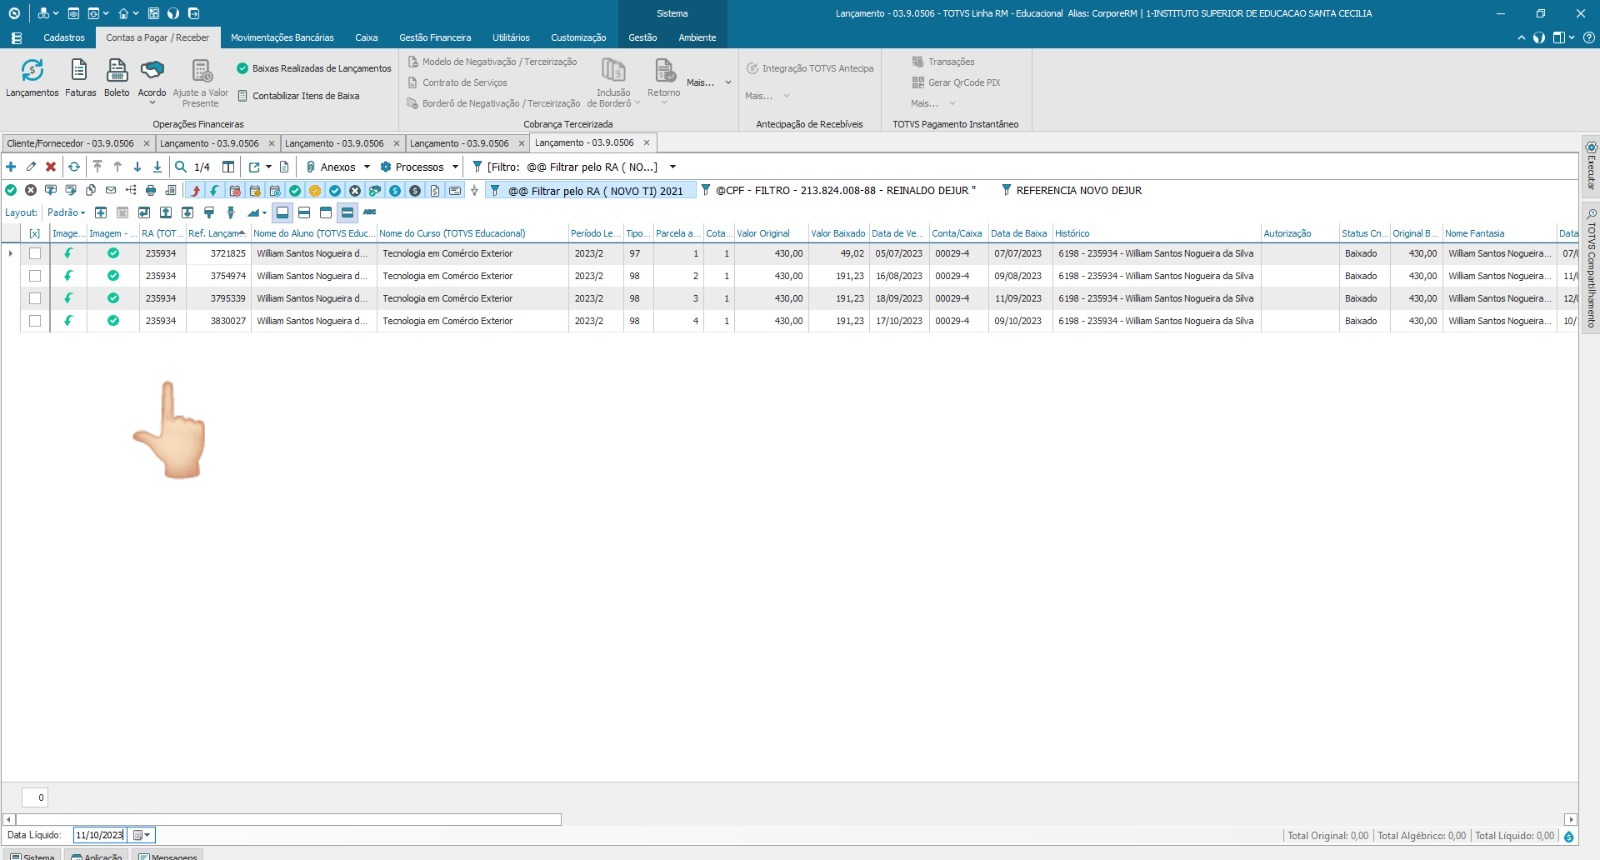 Sistema
Lançamento - 03.9.0506 - TOTVS Linha RM - Educacional Alias: CorporeRM | 1-INSTITUTO SUPERIOR DE EDUCACAO SANTA CECILIA
Cadastros Contas a Pagar / Receber Movimentações Bancárias Caixa Gestão Financeira Utilitários Customização Gestão Ambiente
Lançamentos Faturas Boleto Acordo Ajuste a Valor Presente
Baixas Realizadas de Lançamentos
Contabilizar Itens de Baixa
Operações Financeiras
Modelo de Negativação / Terceirização
Contrato de Serviços
Borderô de Negativação / Terceirização
Inclusão de Borderô
Retorno
Mais...
Cobrança Terceirizada
Integração TOTVS Antecipa
Mais...
Antecipação de Recebíveis
Transações
Gerar QrCode PIX
Mais...
TOTVS Pagamento Instantâneo
Cliente/Fornecedor - 03.9.0506 Lançamento - 03.9.0506 Lançamento - 03.9.0506 Lançamento - 03.9.0506 Lançamento - 03.9.0506
1/4 Anexos Processos [Filtro: @@ Filtrar pelo RA ( NO...]
@@ Filtrar pelo RA ( NOVO TI) 2021 @CPF - FILTRO - 213.824.008-88 - REINALDO DEJUR " REFERENCIA NOVO DEJUR
Layout: Padrão ABC
[x] Image... Imagem - ... RA (TOT... Ref. Lançam... Nome do Aluno (TOTVS Educ... Nome do Curso (TOTVS Educacional) Período Le... Tipo... Parcela a... Cota... Valor Original Valor Baixado Data de Ve... Conta/Caixa Data de Baixa Histórico Autorização Status Cn... Original B... Nome Fantasia Data
235934 3721825 William Santos Nogueira d... Tecnologia em Comércio Exterior 2023/2 97 1 1 430,00 49,02 05/07/2023 00029-4 07/07/2023 6198 - 235934 - William Santos Nogueira da Silva Baixado 430,00 William Santos Nogueira... 07/0
235934 3754974 William Santos Nogueira d... Tecnologia em Comércio Exterior 2023/2 98 2 1 430,00 191,23 16/08/2023 00029-4 09/08/2023 6198 - 235934 - William Santos Nogueira da Silva Baixado 430,00 William Santos Nogueira... 11/0
235934 3795339 William Santos Nogueira d... Tecnologia em Comércio Exterior 2023/2 98 3 1 430,00 191,23 18/09/2023 00029-4 11/09/2023 6198 - 235934 - William Santos Nogueira da Silva Baixado 430,00 William Santos Nogueira... 12/0
235934 3830027 William Santos Nogueira d... Tecnologia em Comércio Exterior 2023/2 98 4 1 430,00 191,23 17/10/2023 00029-4 09/10/2023 6198 - 235934 - William Santos Nogueira da Silva Baixado 430,00 William Santos Nogueira... 10/
Executar
TOTVS Compartilhamento
0
Data Líquido: 11/10/2023
Total Original: 0,00 Total Algébrico: 0,00 Total Líquido: 0,00
Sistema Aplicação Mensagens